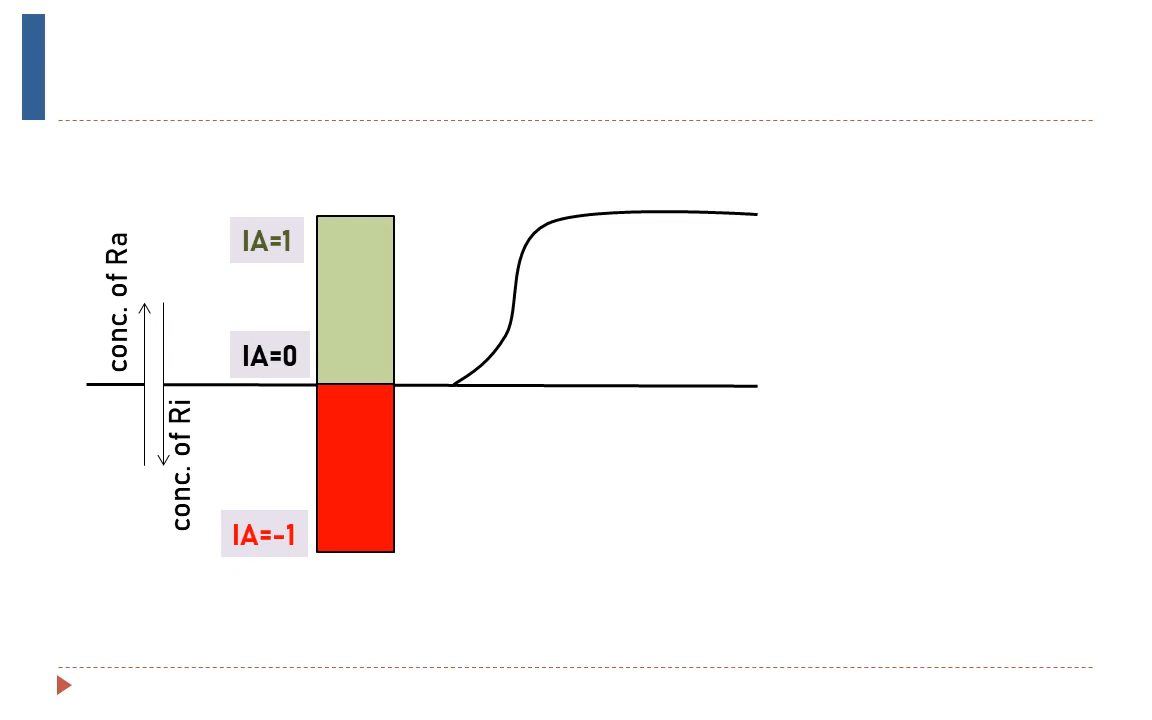 IA=1
conc. of Ra
IA=0
conc. of Ri
IA=-1